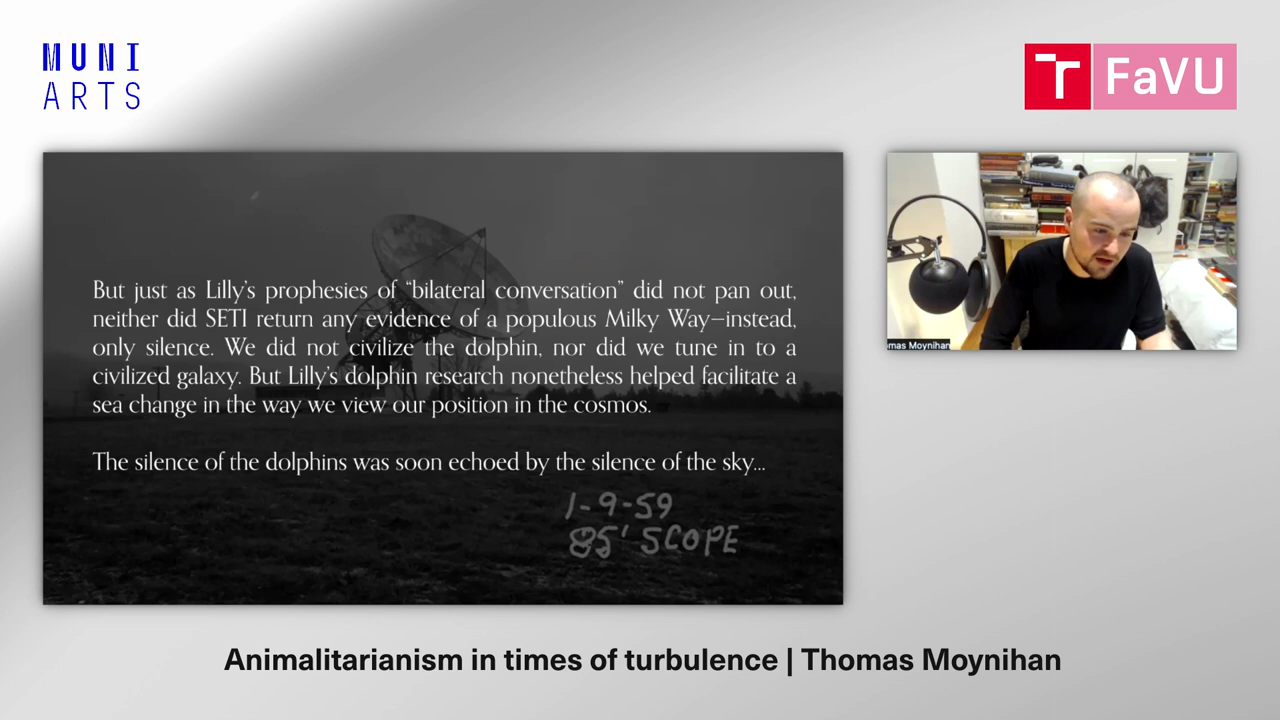 MUNI
ARTS
T FaVU
But just as Lilly's prophesies of “bilateral conversation” did not pan out,
neither did SETI return any evidence of a populous Milky Way—instead,
only silence. We did not civilize the dolphin, nor did we tune in to a
civilized galaxy. But Lilly's dolphin research nonetheless helped facilitate a
sea change in the way we view our position in the cosmos.
The silence of the dolphins was soon echoed by the silence of the sky...
1-9-59
85' SCOPE
Moynihan
Animalitarianism in times of turbulence | Thomas Moynihan